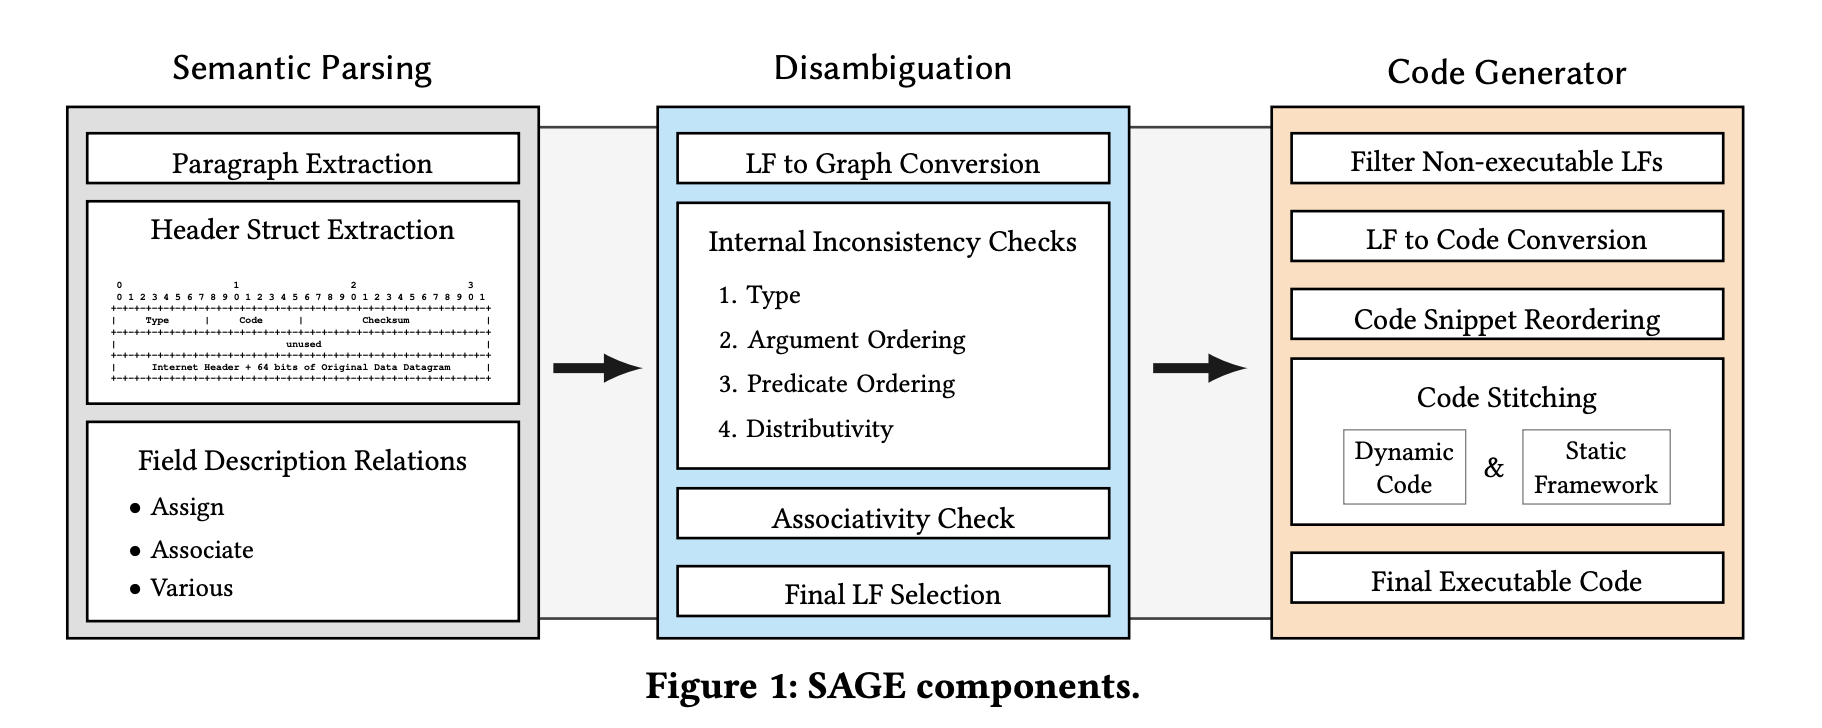 Semantic Parsing
Paragraph Extraction
Header Struct Extraction
0                   1                   2                   3
0 1 2 3 4 5 6 7 8 9 0 1 2 3 4 5 6 7 8 9 0 1 2 3 4 5 6 7 8 9 0 1
+-+-+-+-+-+-+-+-+-+-+-+-+-+-+-+-+-+-+-+-+-+-+-+-+-+-+-+-+-+-+-+-+
| Type | Code | Checksum |
+-+-+-+-+-+-+-+-+-+-+-+-+-+-+-+-+-+-+-+-+-+-+-+-+-+-+-+-+-+-+-+-+
| unused |
+-+-+-+-+-+-+-+-+-+-+-+-+-+-+-+-+-+-+-+-+-+-+-+-+-+-+-+-+-+-+-+-+
| Internet Header + 64 bits of Original Data Datagram |
+-+-+-+-+-+-+-+-+-+-+-+-+-+-+-+-+-+-+-+-+-+-+-+-+-+-+-+-+-+-+-+-+
Field Description Relations
• Assign
• Associate
• Various
Disambiguation
LF to Graph Conversion
Internal Inconsistency Checks
1. Type
2. Argument Ordering
3. Predicate Ordering
4. Distributivity
Associativity Check
Final LF Selection
Code Generator
Filter Non-executable LFs
LF to Code Conversion
Code Snippet Reordering
Code Stitching
Dynamic
Code
&
Static
Framework
Final Executable Code
Figure 1: SAGE components.